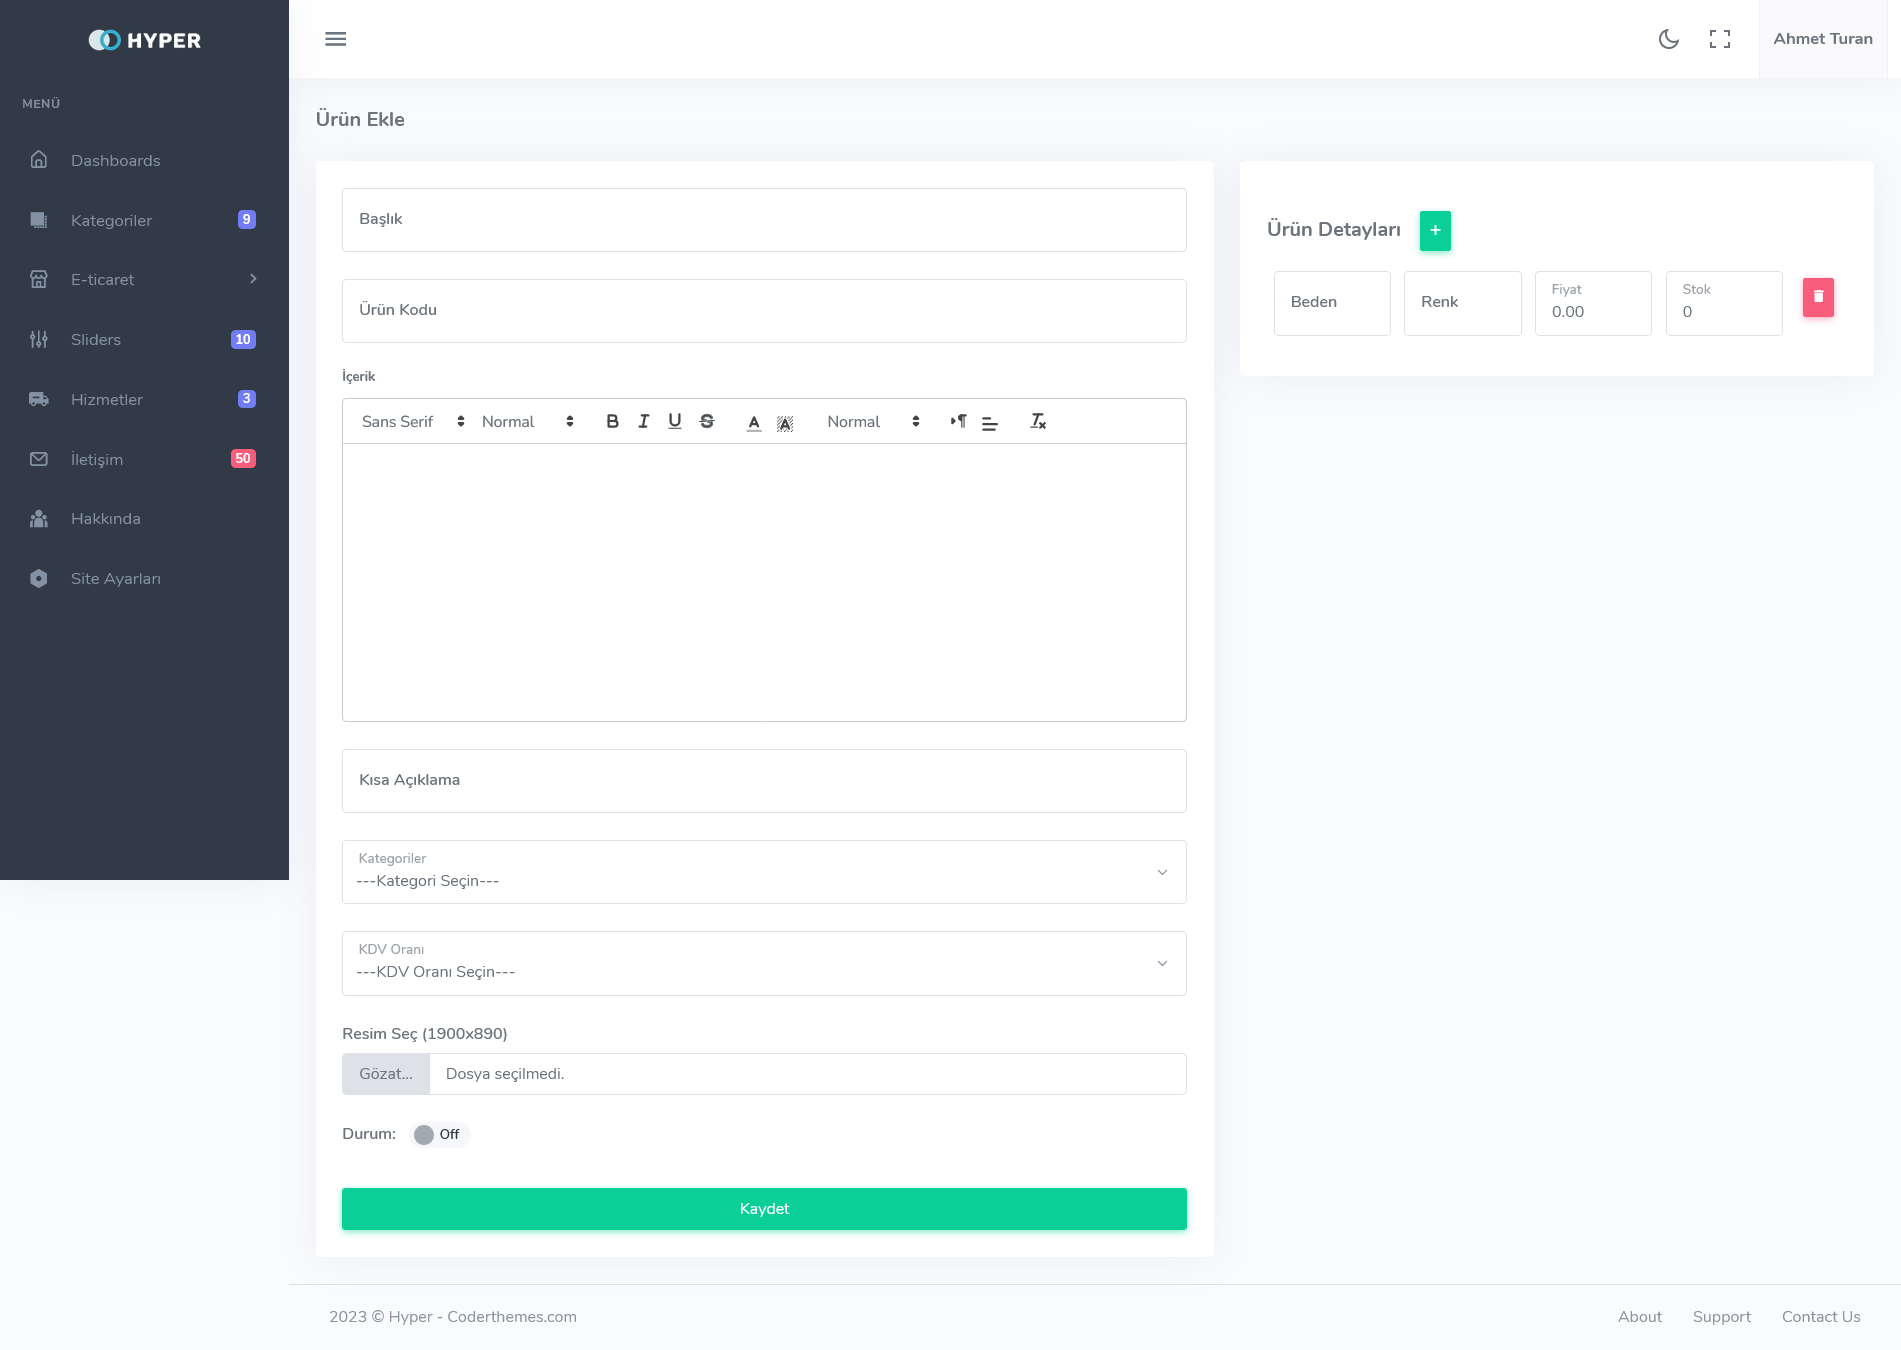 HYPER
MENÜ
Dashboards
Kategoriler 9
E-ticaret
Sliders 10
Hizmetler 3
İletişim 50
Hakkında
Site Ayarları
Ahmet Turan
Ürün Ekle
Başlık
Ürün Kodu
İçerik
Sans Serif Normal B I U S A A Normal
Kısa Açıklama
Kategoriler
---Kategori Seçin---
KDV Oranı
---KDV Oranı Seçin---
Resim Seç (1900x890)
Gözat... Dosya seçilmedi.
Durum: Off
Kaydet
Ürün Detayları +
Beden
Renk
Fiyat
0.00
Stok
0
2023 © Hyper - Coderthemes.com
About Support Contact Us